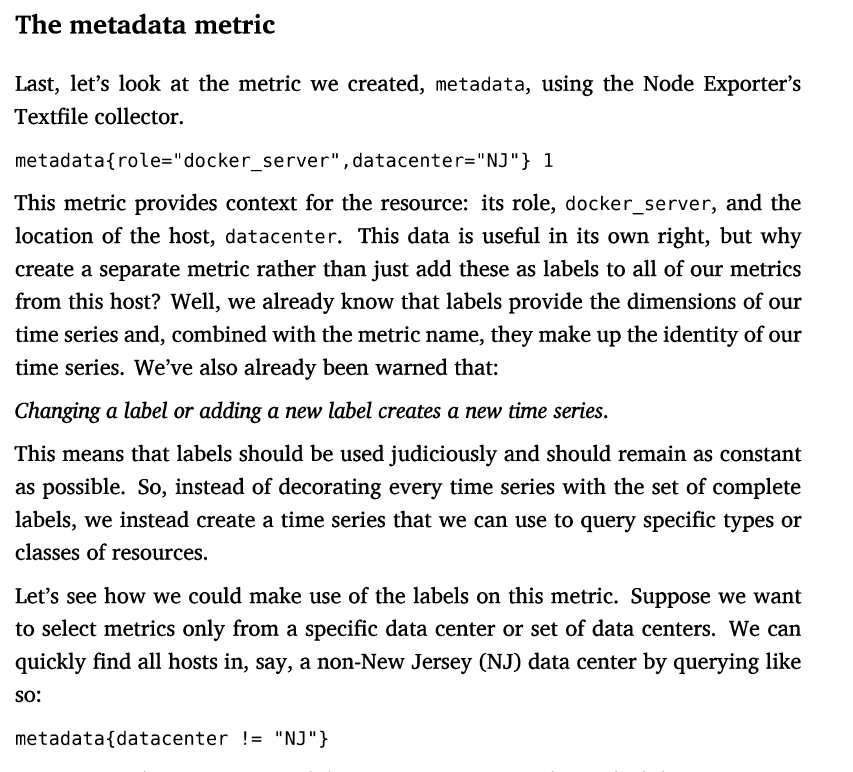 The metadata metric
Last, let’s look at the metric we created, metadata, using the Node Exporter’s
Textfile collector.
metadata{role="docker_server",datacenter="NJ"} 1
This metric provides context for the resource: its role, docker_server, and the
location of the host, datacenter. This data is useful in its own right, but why
create a separate metric rather than just add these as labels to all of our metrics
from this host? Well, we already know that labels provide the dimensions of our
time series and, combined with the metric name, they make up the identity of our
time series. We’ve also already been warned that:
Changing a label or adding a new label creates a new time series.
This means that labels should be used judiciously and should remain as constant
as possible. So, instead of decorating every time series with the set of complete
labels, we instead create a time series that we can use to query specific types or
classes of resources.
Let’s see how we could make use of the labels on this metric. Suppose we want
to select metrics only from a specific data center or set of data centers. We can
quickly find all hosts in, say, a non-New Jersey (NJ) data center by querying like
so:
metadata{datacenter != "NJ"}